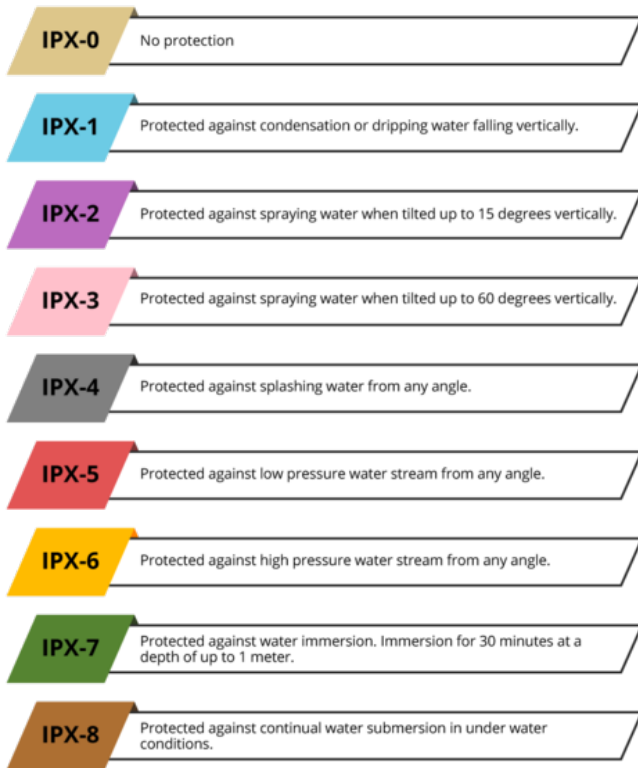 IPX-0
No protection
IPX-1
Protected against condensation or dripping water falling vertically.
IPX-2
Protected against spraying water when tilted up to 15 degrees vertically.
IPX-3
Protected against spraying water when tilted up to 60 degrees vertically.
IPX-4
Protected against splashing water from any angle.
IPX-5
Protected against low pressure water stream from any angle.
IPX-6
Protected against high pressure water stream from any angle.
IPX-7
Protected against water immersion. Immersion for 30 minutes at a
depth of up to 1 meter.
IPX-8
Protected against continual water submersion in under water
conditions.